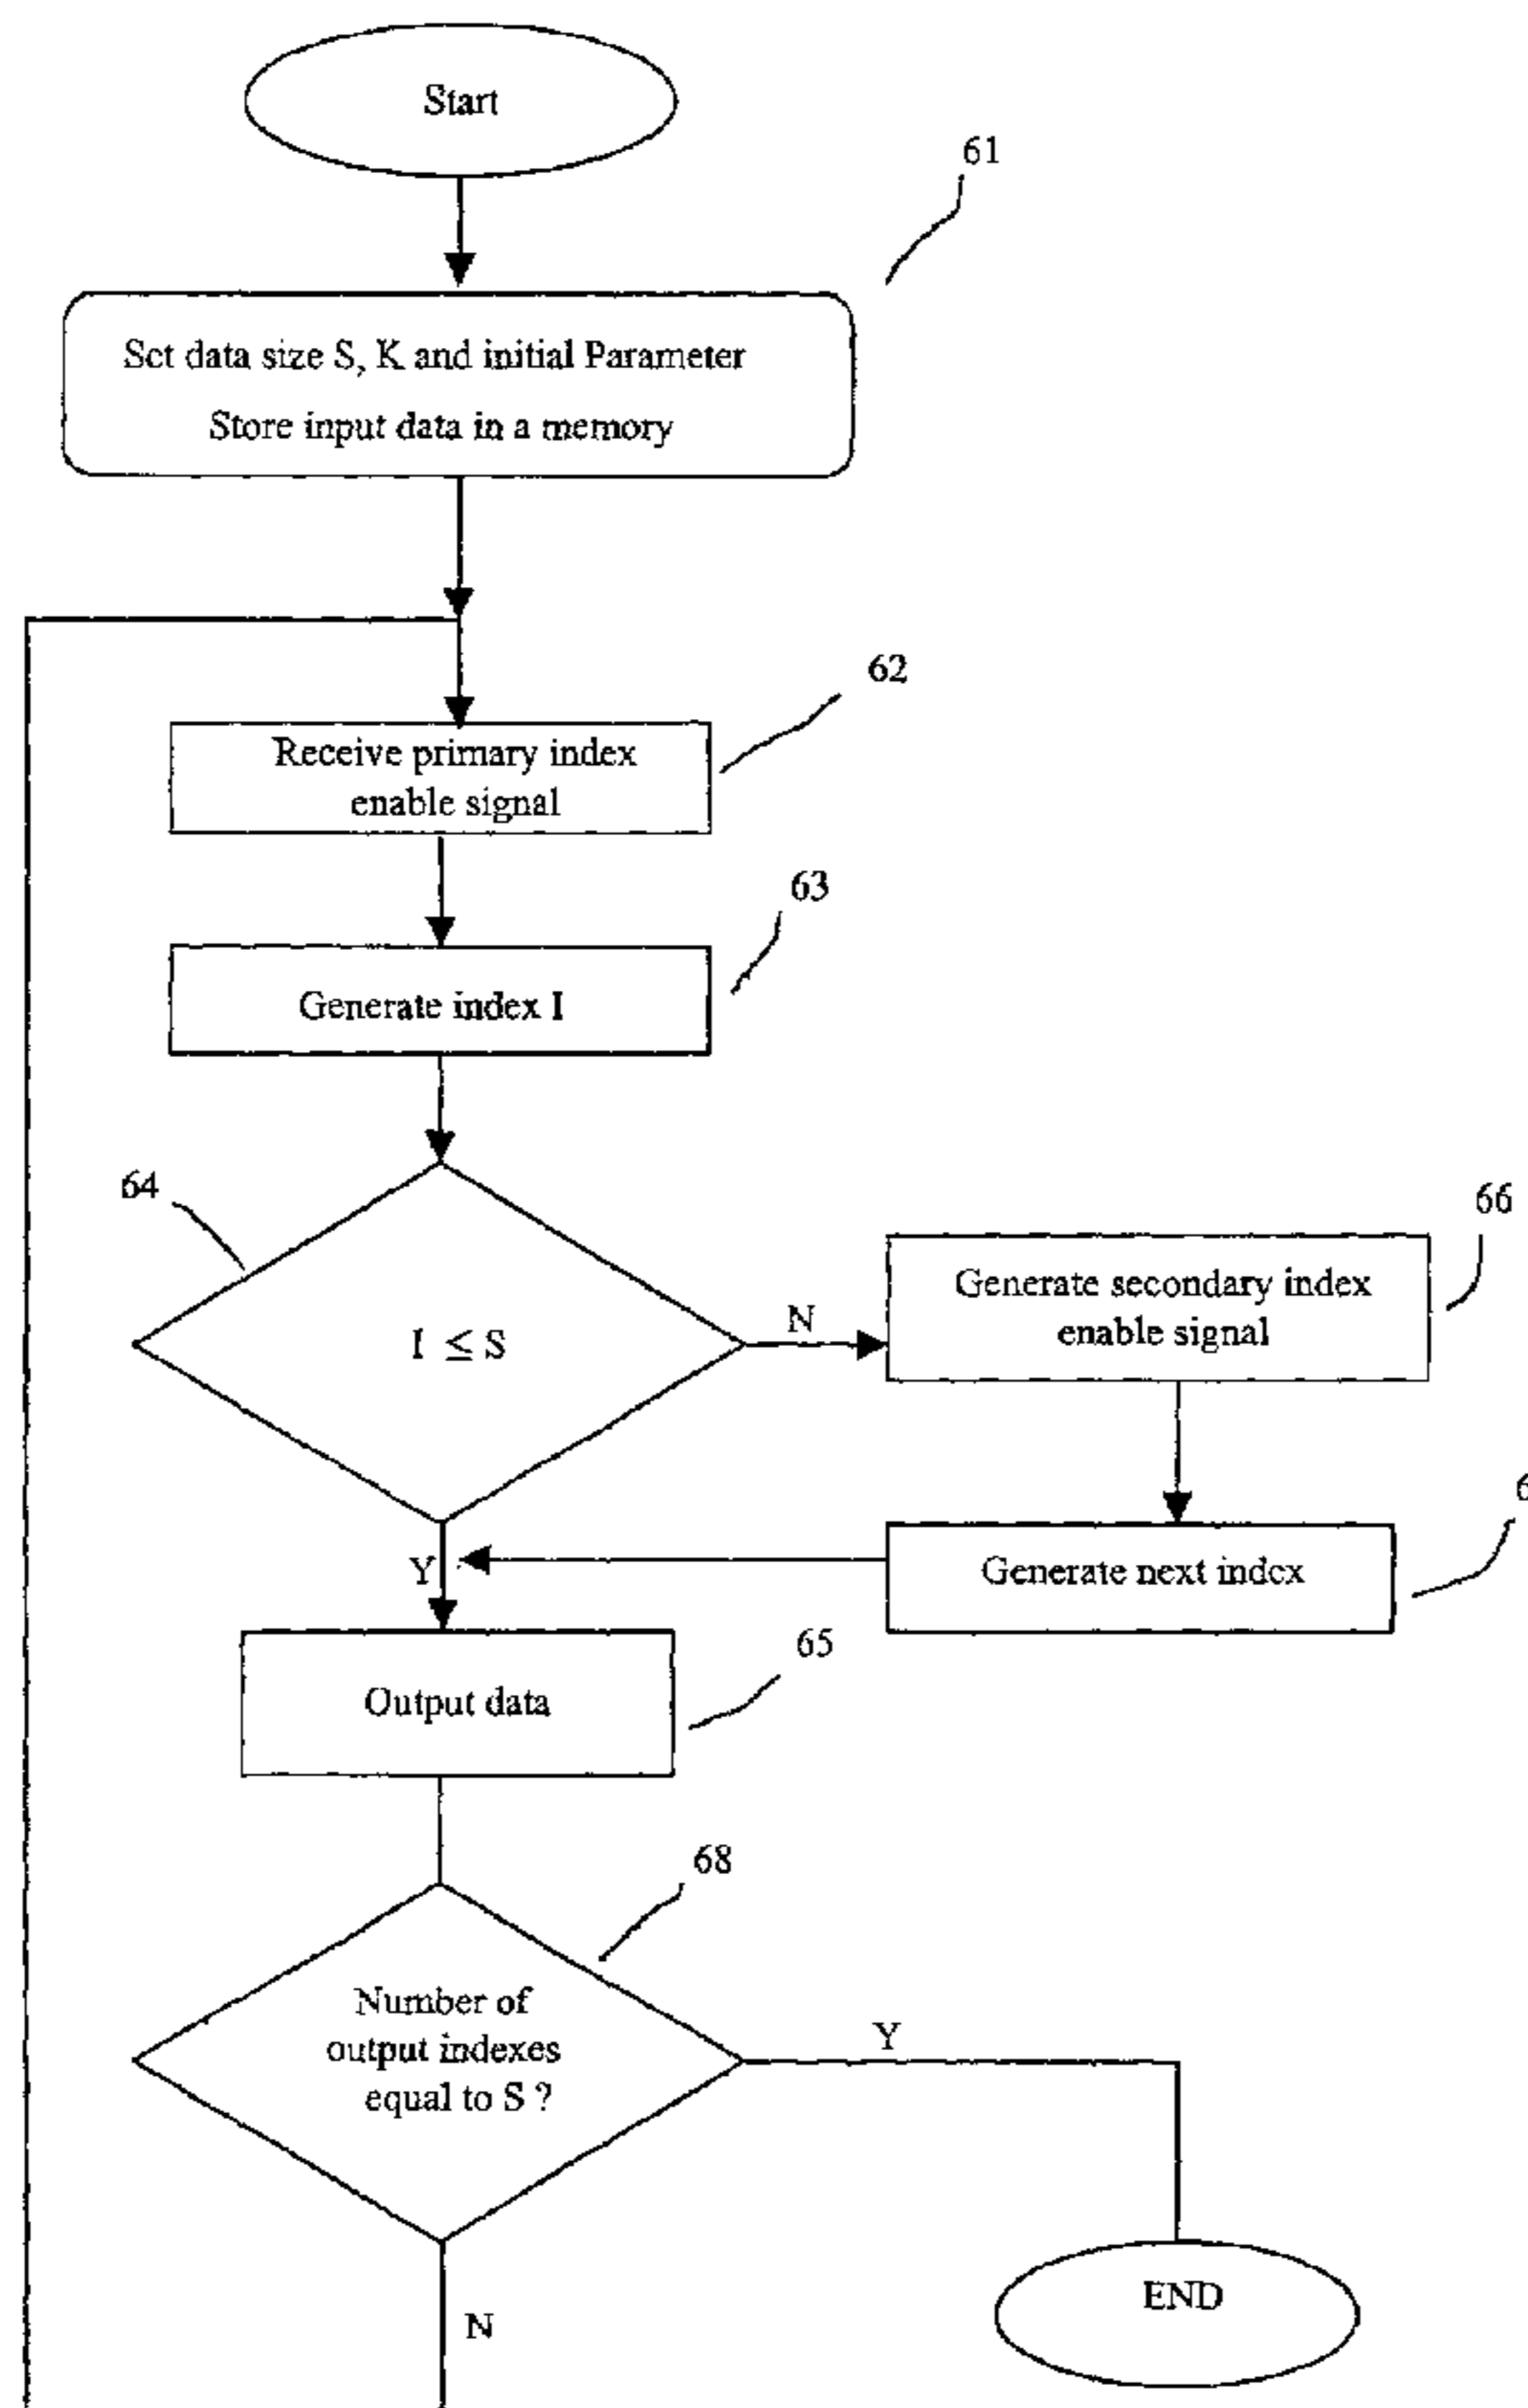 Start
61
Set data size S, K and initial Parameter
Store input data in a memory
62
Receive primary index
enable signal
63
Generate index I
64
I ≤ S
N
66
Generate secondary index
enable signal
Y
Generate next index
65
Output data
68
Number of
output indexes
equal to S ?
Y
N
END